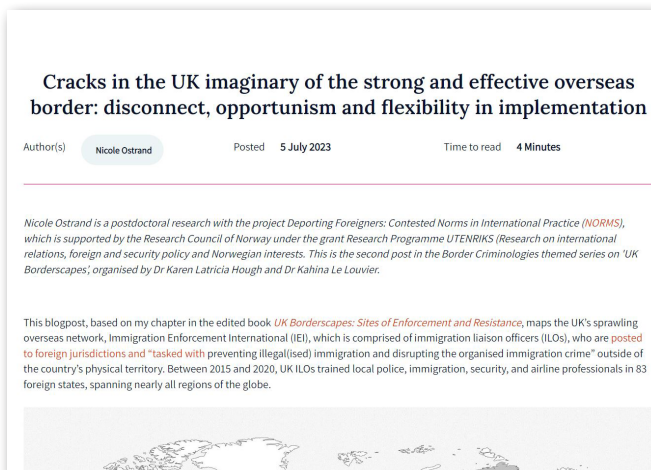 Cracks in the UK imaginary of the strong and effective overseas
border: disconnect, opportunism and flexibility in implementation
Author(s) Nicole Ostrand Posted 5 July 2023 Time to read 4 Minutes
Nicole Ostrand is a postdoctoral research with the project Deporting Foreigners: Contested Norms in International Practice (NORMS),
which is supported by the Research Council of Norway under the grant Research Programme UTENRIKS (Research on international
relations, foreign and security policy and Norwegian interests. This is the second post in the Border Criminologies themed series on 'UK
Borderscapes', organised by Dr Karen Latricia Hough and Dr Kahina Le Louvier.
This blogpost, based on my chapter in the edited book UK Borderscapes: Sites of Enforcement and Resistance, maps the UK's sprawling
overseas network, Immigration Enforcement International (IEI), which is comprised of immigration liaison officers (ILOs), who are posted
to foreign jurisdictions and “tasked with preventing illegal(ised) immigration and disrupting the organised immigration crime” outside of
the country's physical territory. Between 2015 and 2020, UK ILOs trained local police, immigration, security, and airline professionals in 83
foreign states, spanning nearly all regions of the globe.